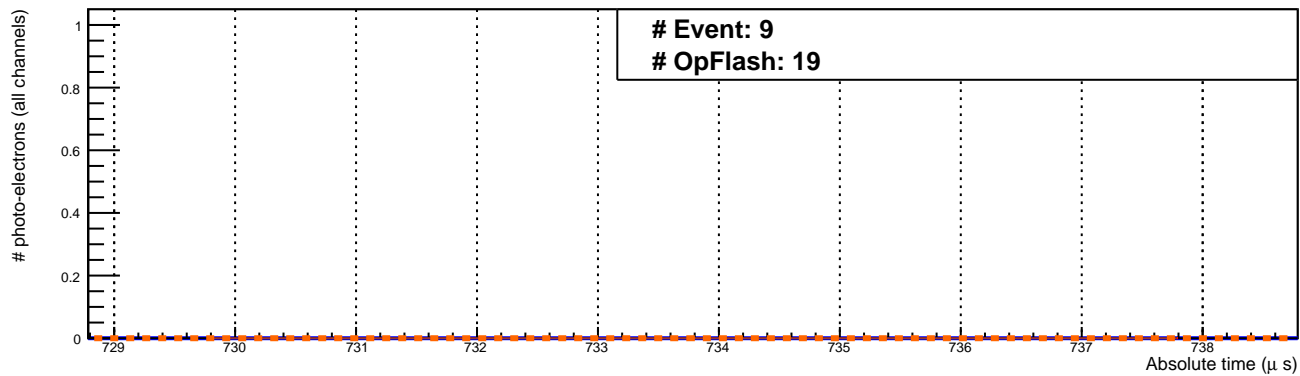 # Event: 9
# OpFlash: 19
# photo-electrons (all channels)
1
0.8
0.6
0.4
0.2
0
729 730 731 732 733 734 735 736 737 738
Absolute time (μ s)